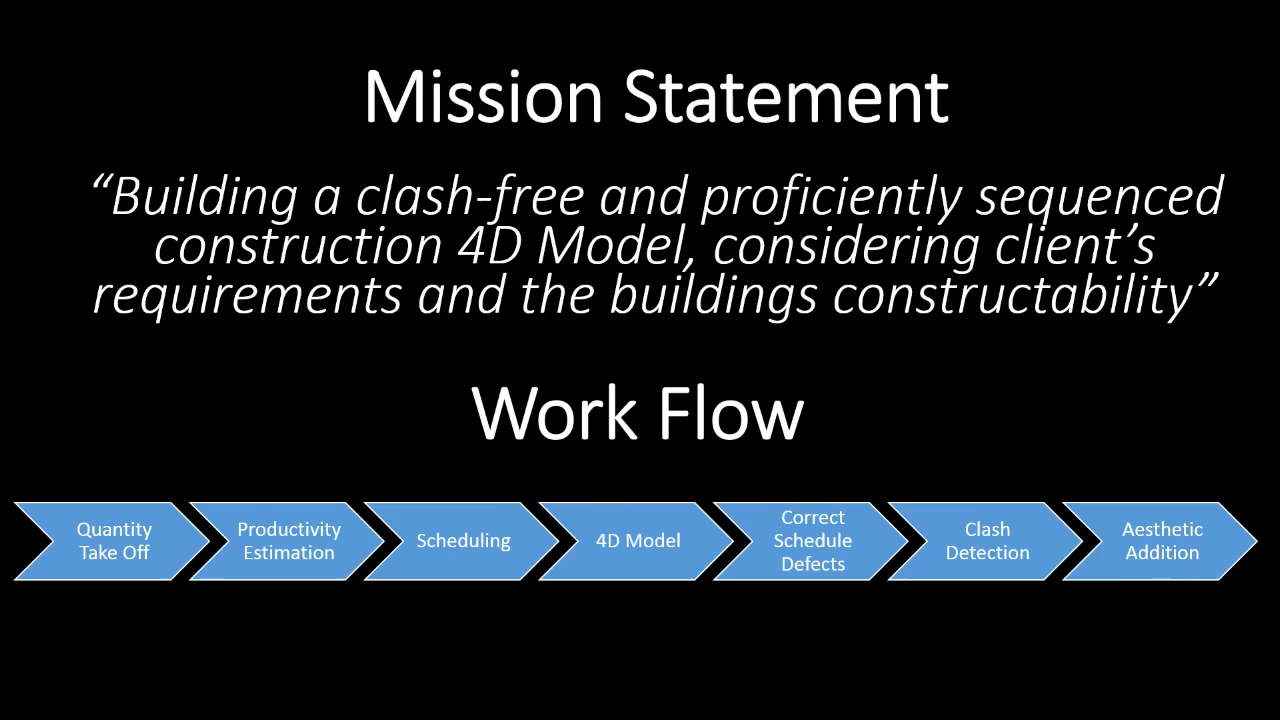 Mission Statement
“Building a clash-free and proficiently sequenced
construction 4D Model, considering client’s
requirements and the buildings constructability”
Work Flow
Quantity
Take Off
Productivity
Estimation
Scheduling
4D Model
Correct
Schedule
Defects
Clash
Detection
Aesthetic
Addition